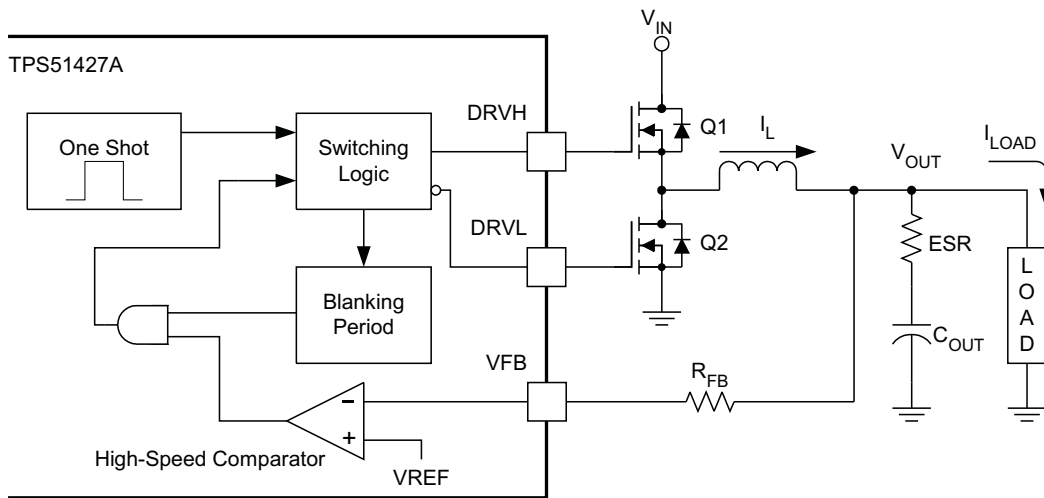 V_IN
TPS51427A
DRVH
One Shot
Switching
Logic
Q1
I_L
V_OUT
I_LOAD
DRVL
Q2
ESR
LOAD
Blanking
Period
C_OUT
VFB
R_FB
–
+
High-Speed Comparator
VREF